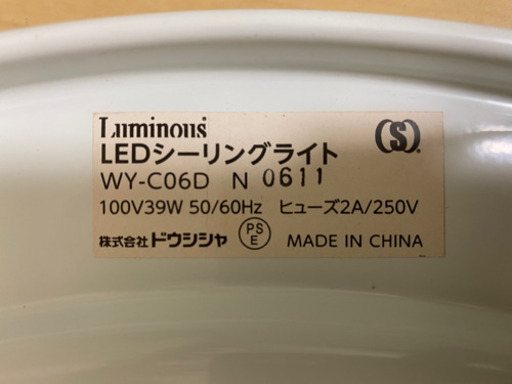 Luminous
LEDシーリングライト
(S)
WY-C06D N 0611
100V39W 50/60Hz ヒューズ2A/250V
株式会社 ドウシシャ PSE MADE IN CHINA